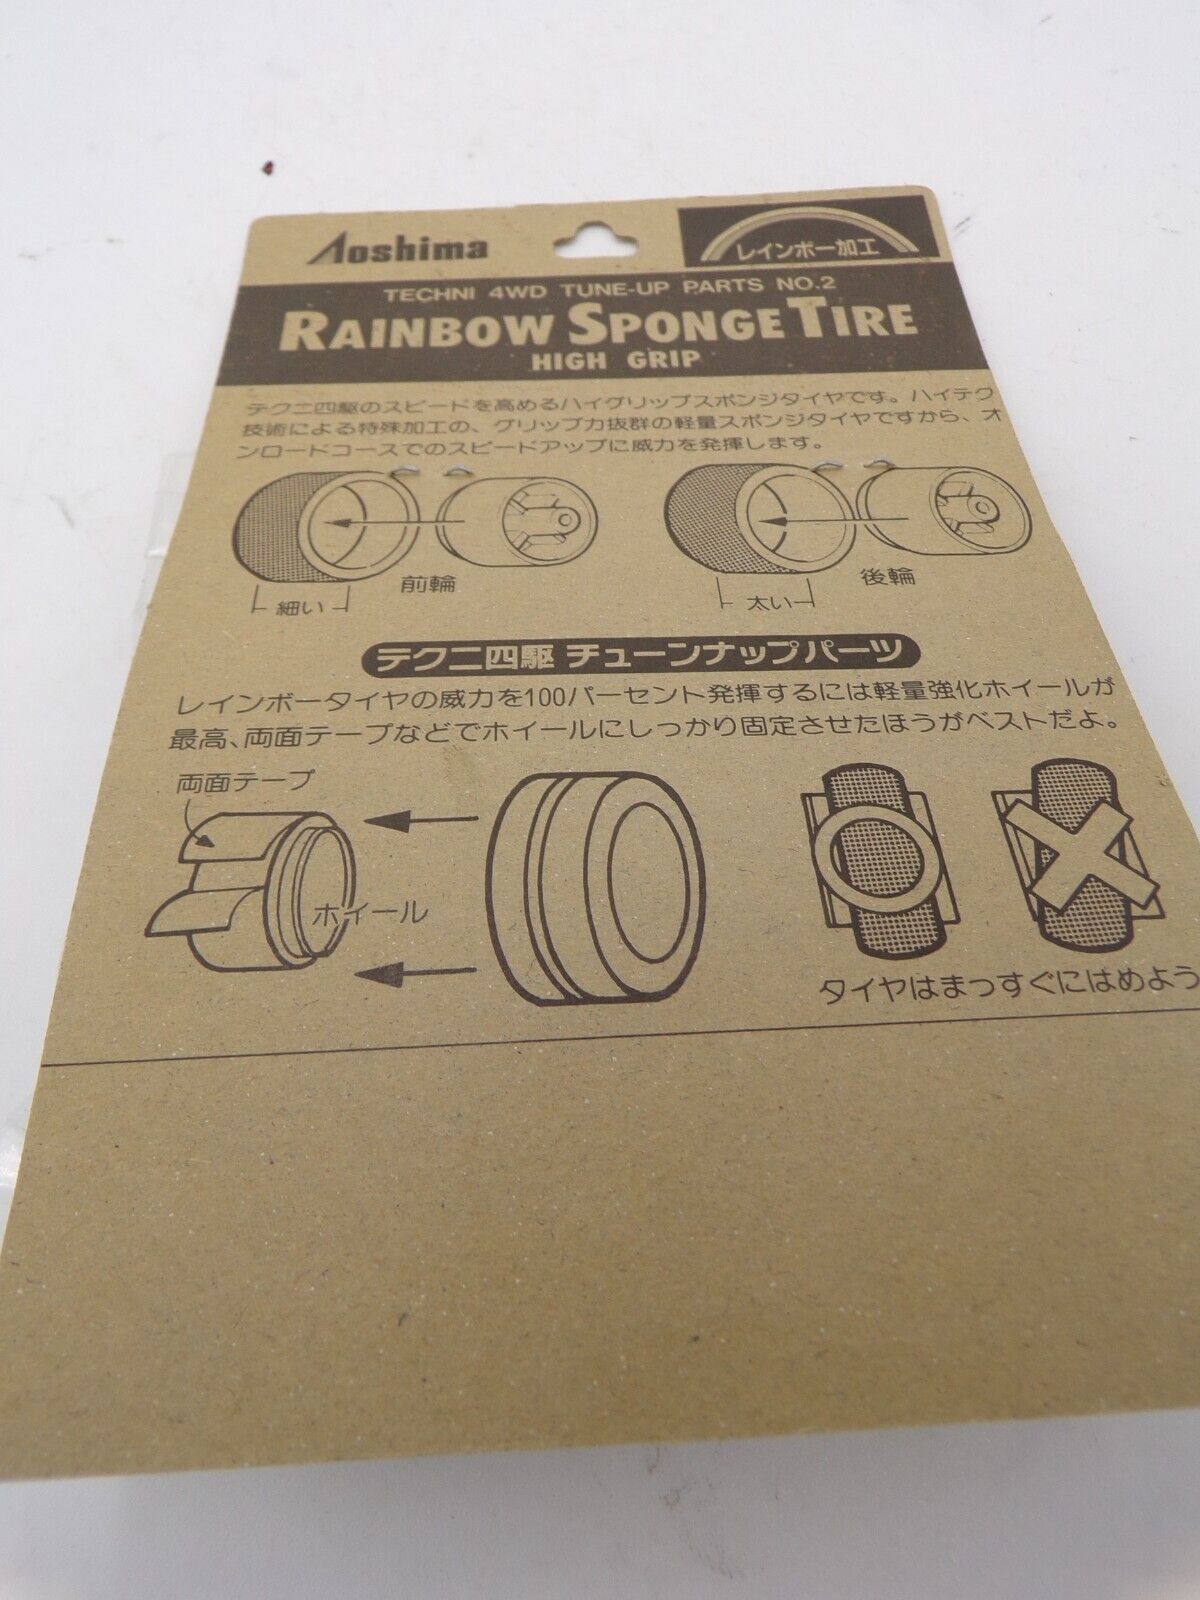 Aoshima
レインボー加工
TECHNI 4WD TUNE-UP PARTS NO.2
RAINBOW SPONGE TIRE
HIGH GRIP
テクニ四駆のスピードを高めるハイグリップスポンジタイヤです。ハイテク
技術による特殊加工の、グリップ力抜群の軽量スポンジタイヤですから、オ
ンロードコースでのスピードアップに威力を発揮します。
前輪
後輪
細い
太い
テクニ四駆 チューンナップパーツ
レインボータイヤの威力を100パーセント発揮するには軽量強化ホイールが
最高、両面テープなどでホイールにしっかり固定させたほうがベストだよ。
両面テープ
ホイール
タイヤはまっすぐにはめよう